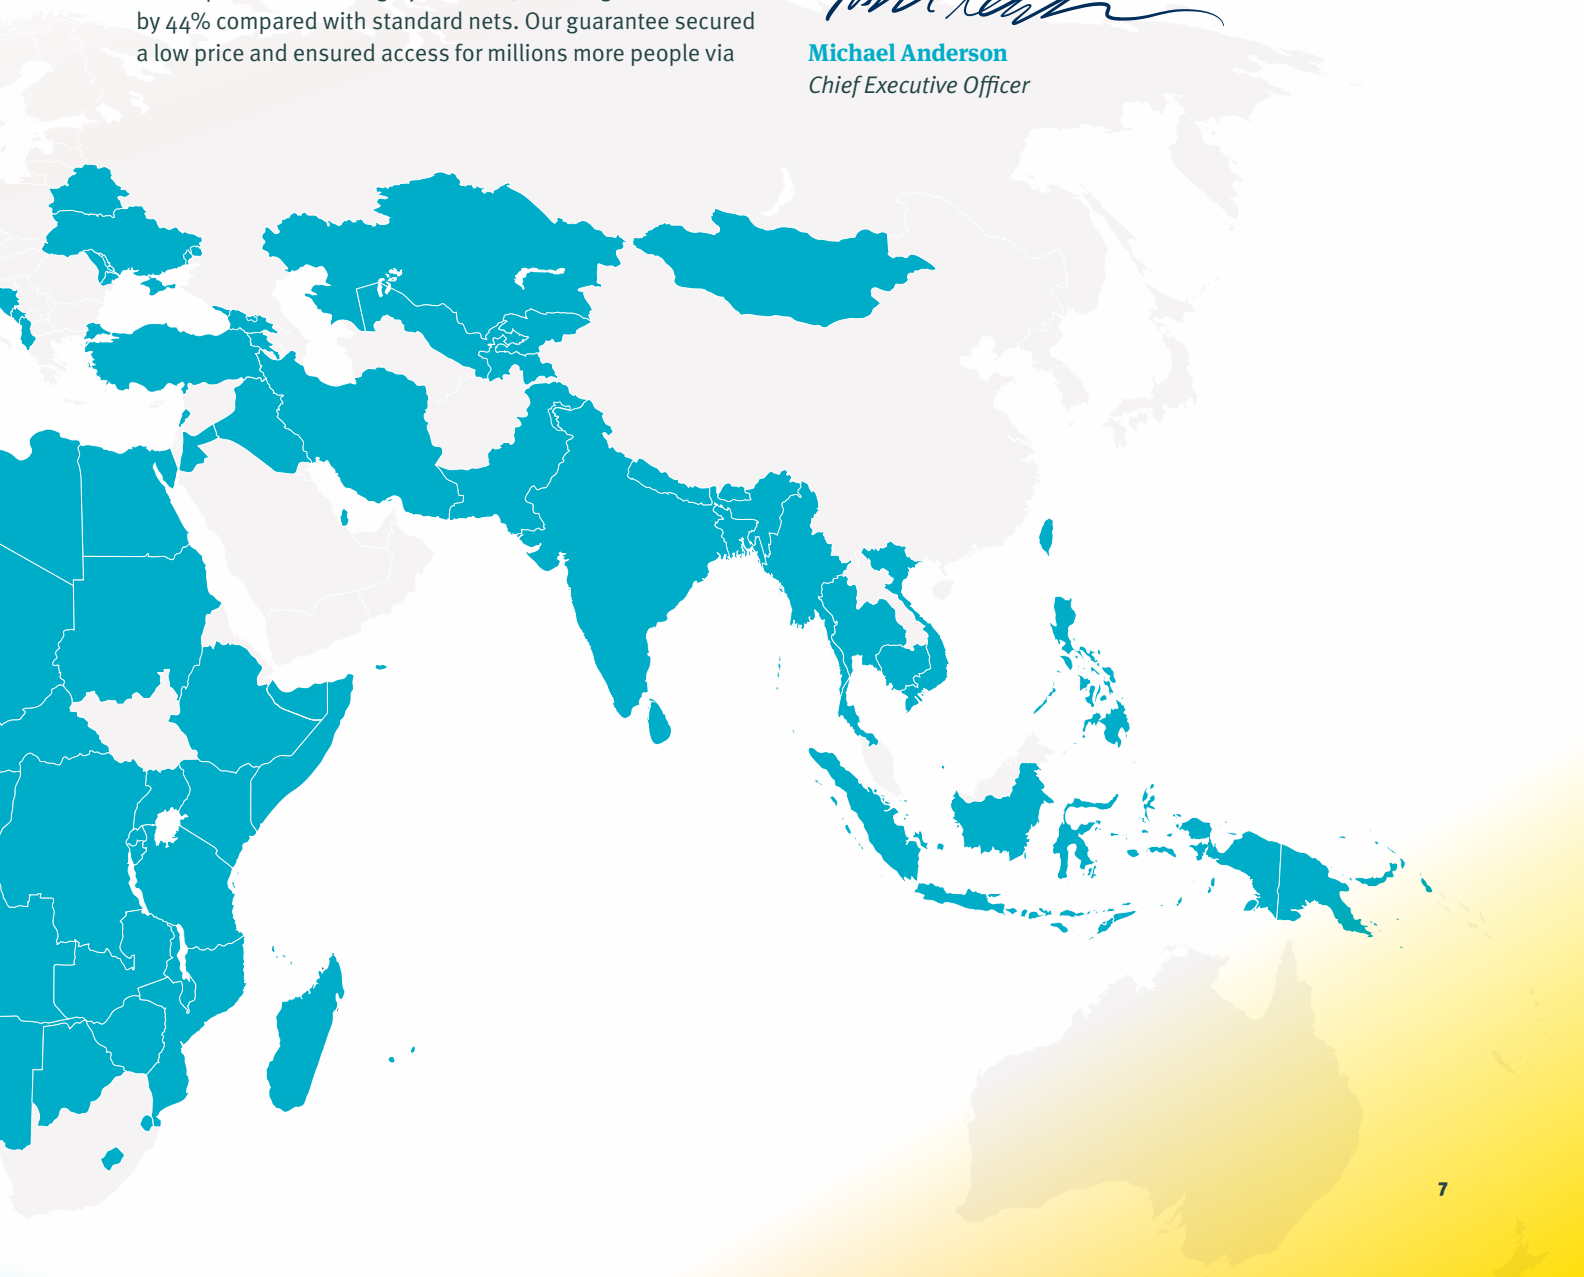 by 44% compared with standard nets. Our guarantee secured
a low price and ensured access for millions more people via
Michael Anderson
Chief Executive Officer
7